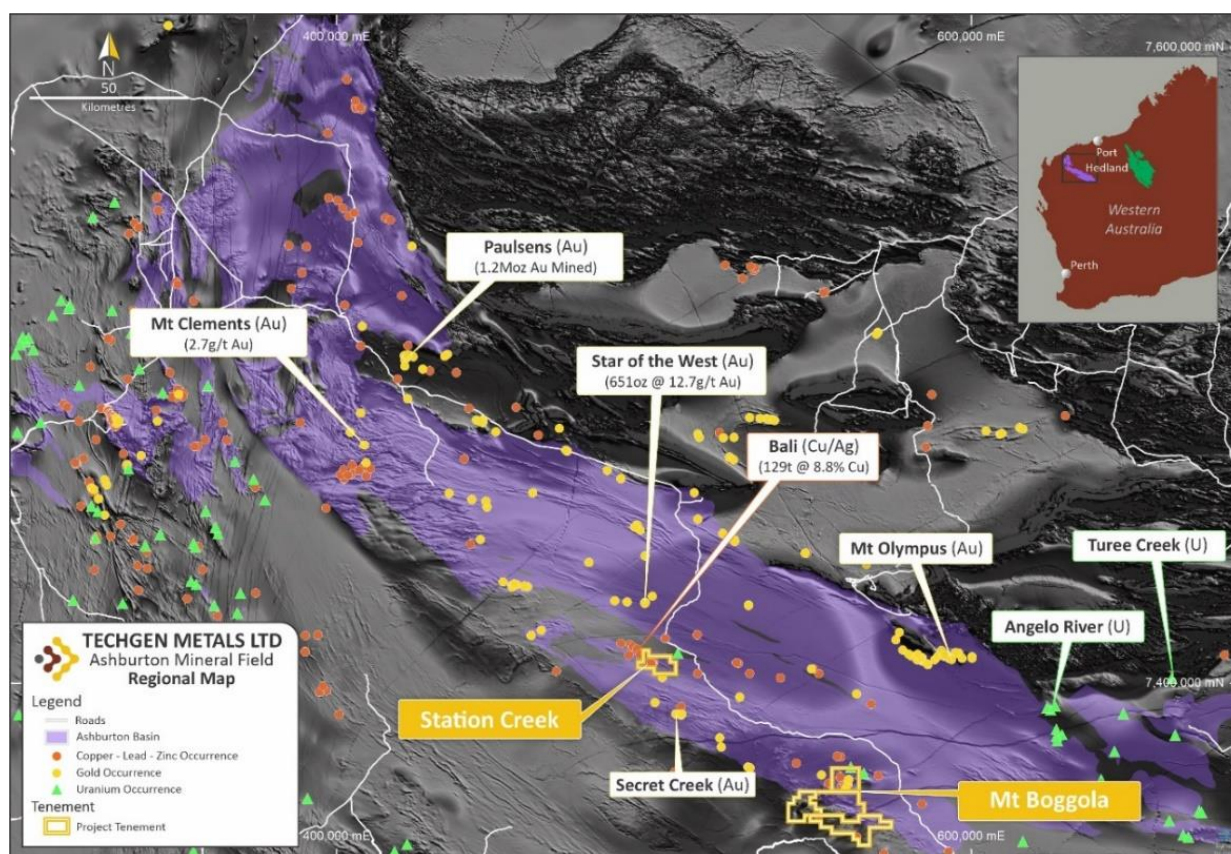 400,000 mE
600,000 mE
7,600,000 mN
N
50
Kilometres
Port
Hedland
Western
Australia
Perth
Paulsens (Au)
(1.2Moz Au Mined)
Mt Clements (Au)
(2.7g/t Au)
Star of the West (Au)
(651oz @ 12.7g/t Au)
Bali (Cu/Ag)
(129t @ 8.8% Cu)
Mt Olympus (Au)
Turee Creek (U)
Angelo River (U)
7,400,000 mN
Station Creek
Secret Creek (Au)
Mt Boggola
TECHGEN METALS LTD
Ashburton Mineral Field
Regional Map
Legend
Roads
Ashburton Basin
Copper - Lead - Zinc Occurrence
Gold Occurrence
Uranium Occurrence
Tenement
Project Tenement
400,000 mE
600,000 mE